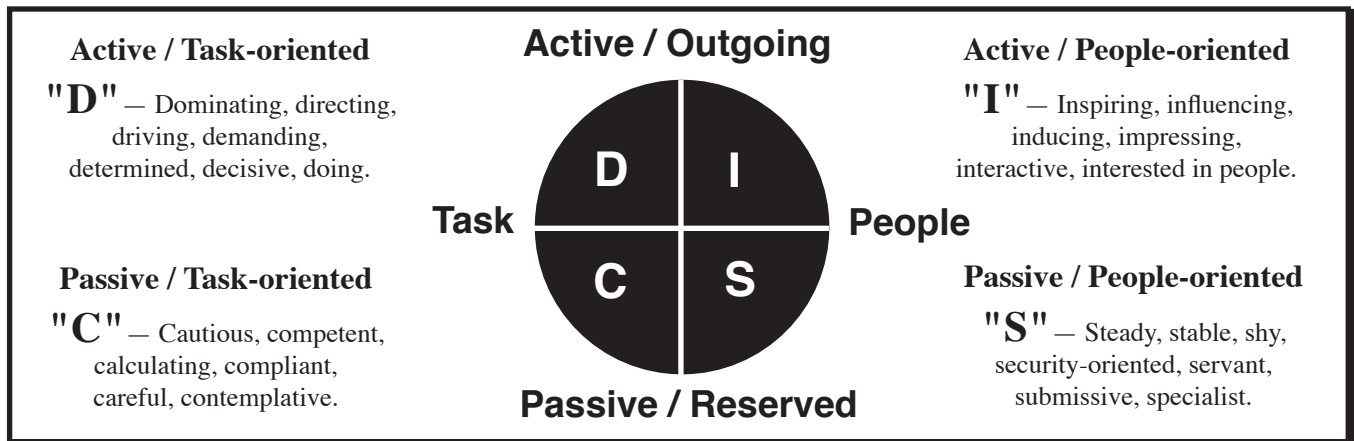 Active / Task-oriented
"D" — Dominating, directing,
driving, demanding,
determined, decisive, doing.
Active / Outgoing
Active / People-oriented
"I" — Inspiring, influencing,
inducing, impressing,
interactive, interested in people.
D
I
Task
People
C
S
Passive / Task-oriented
"C" — Cautious, competent,
calculating, compliant,
careful, contemplative.
Passive / Reserved
Passive / People-oriented
"S" — Steady, stable, shy,
security-oriented, servant,
submissive, specialist.